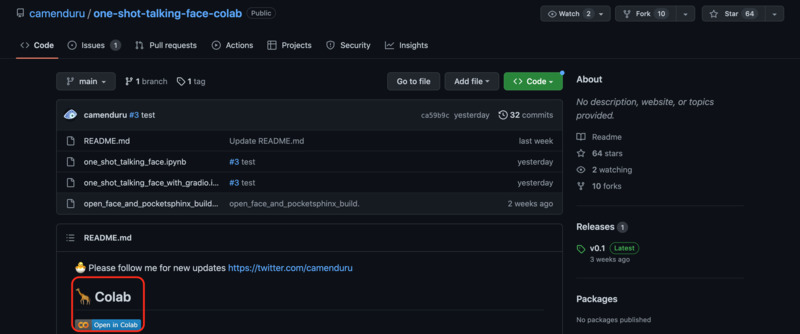 camenduru / one-shot-talking-face-colab Public
Watch 2 Fork 10 Star 64
Code Issues 1 Pull requests Actions Projects Security Insights
main 1 branch 1 tag Go to file Add file Code
camenduru #3 test ca59b9c yesterday 32 commits
README.md Update README.md last week
one_shot_talking_face.ipynb #3 test yesterday
one_shot_talking_face_with_gradio.i... #3 test yesterday
open_face_and_pocketsphinx_build... open_face_and_pocketsphinx_build. 2 weeks ago
README.md
Please follow me for new updates https://twitter.com/camenduru
Colab
Open in Colab
About
No description, website, or topics
provided.
Readme
64 stars
2 watching
10 forks
Releases 1
v0.1 Latest
3 weeks ago
Packages
No packages published